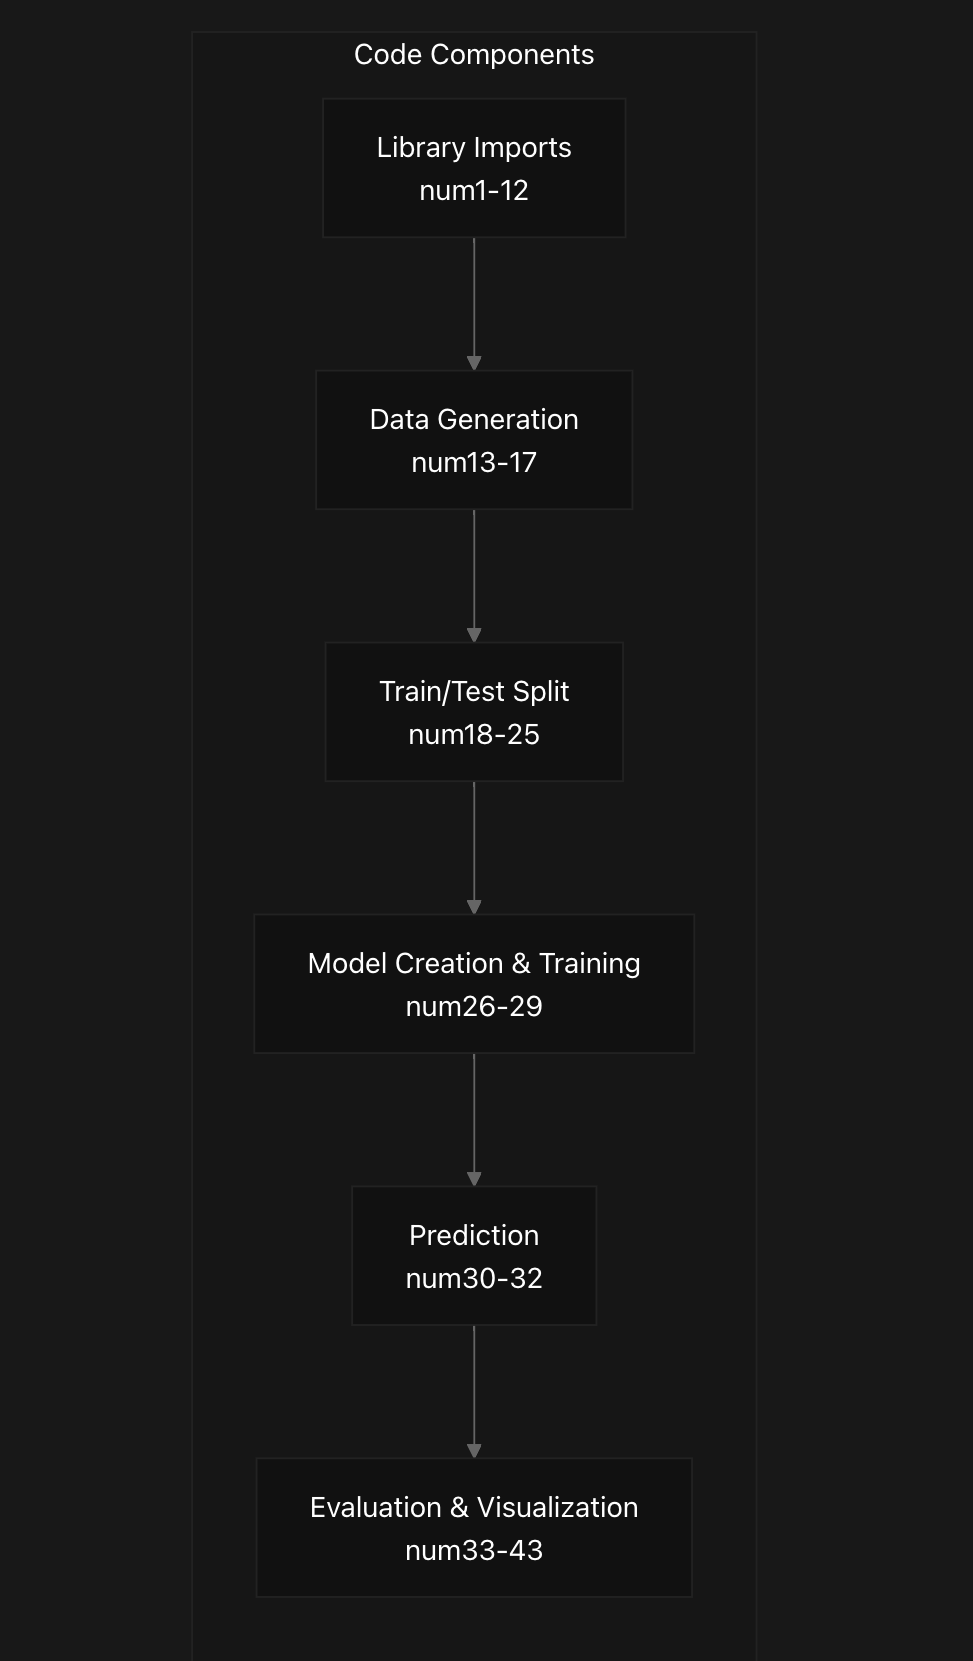 Code Components
Library Imports
num1-12
Data Generation
num13-17
Train/Test Split
num18-25
Model Creation & Training
num26-29
Prediction
num30-32
Evaluation & Visualization
num33-43